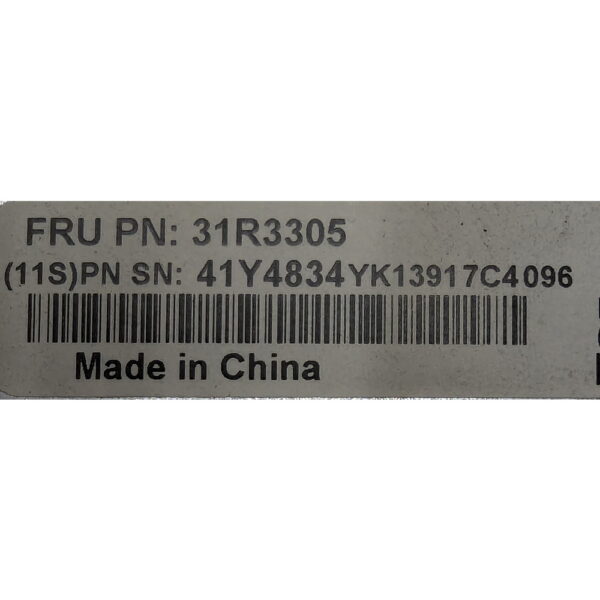 FRU PN: 31R3305
(11S)PN SN: 41Y4834YK13917C4096
Made in China